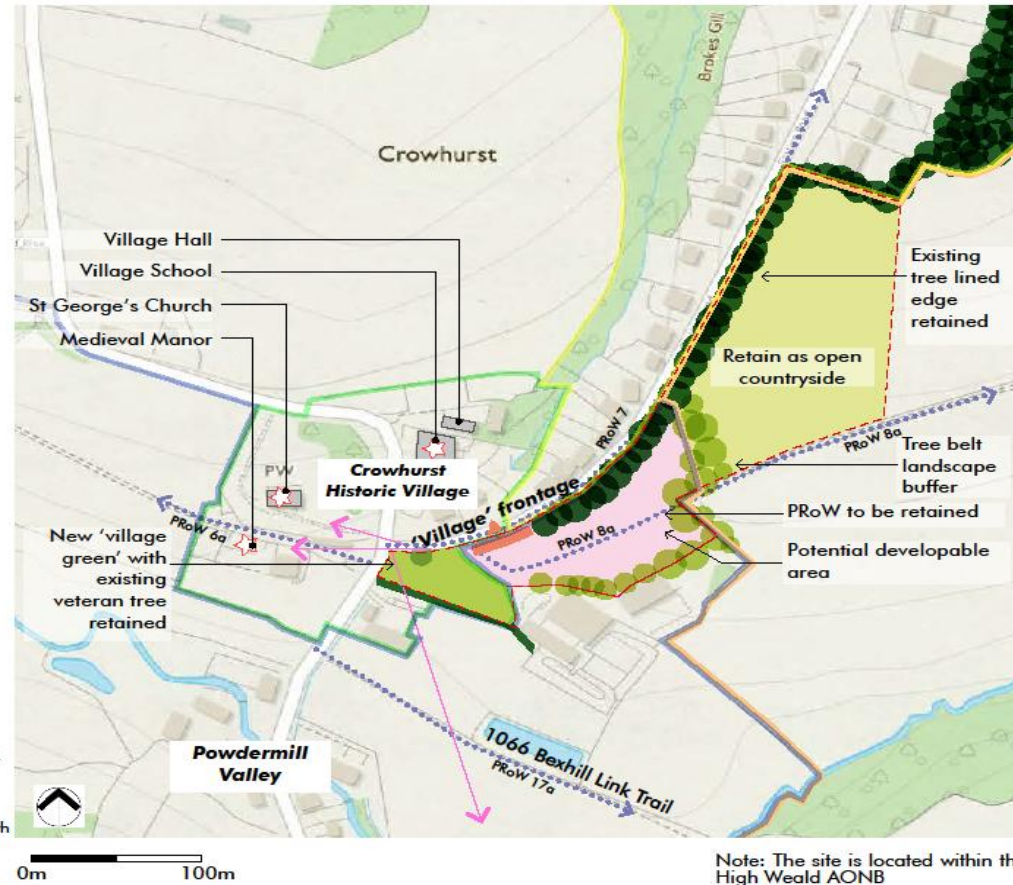 Brokes Gill
Crowhurst
Village Hall
Village School
St George's Church
Medieval Manor
Existing
tree lined
edge
retained
Retain as open
countryside
PRoW 7
PRoW 8a
Tree belt
landscape
buffer
PW
Crowhurst
Historic Village
'Village' frontage
PRoW 6a
PRoW 8a
PRoW to be retained
Potential developable
area
New 'village
green' with
existing
veteran tree
retained
Powdermill
Valley
1066 Bexhill Link Trail
PRoW 17a
0m 100m
Note: The site is located within th
High Weald AONB